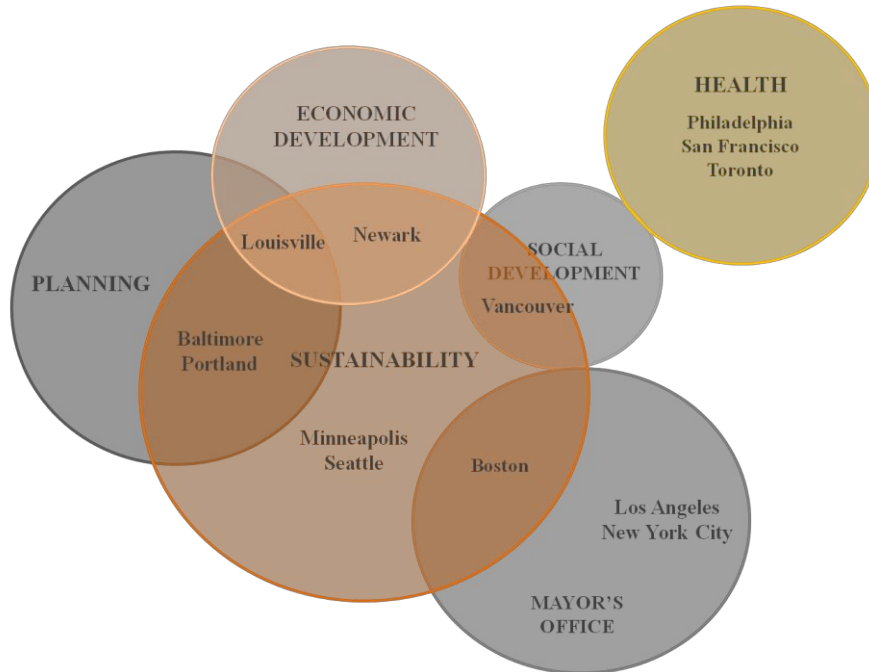 HEALTH
Philadelphia
San Francisco
Toronto
ECONOMIC
DEVELOPMENT
Louisville
Newark
SOCIAL
DEVELOPMENT
Vancouver
PLANNING
Baltimore
Portland
SUSTAINABILITY
Minneapolis
Seattle
Boston
Los Angeles
New York City
MAYOR'S
OFFICE